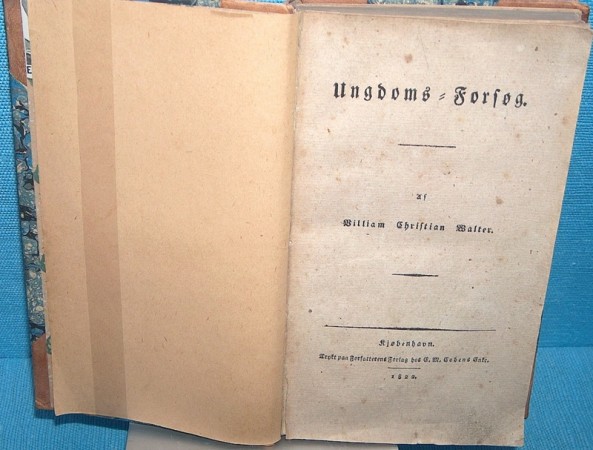 Ungdoms-Forsøg.
Af
William Christian Walter.
Kjøbenhavn.
Trykt paa Forfatterens Forlag hos E. M. Cohens Enke.